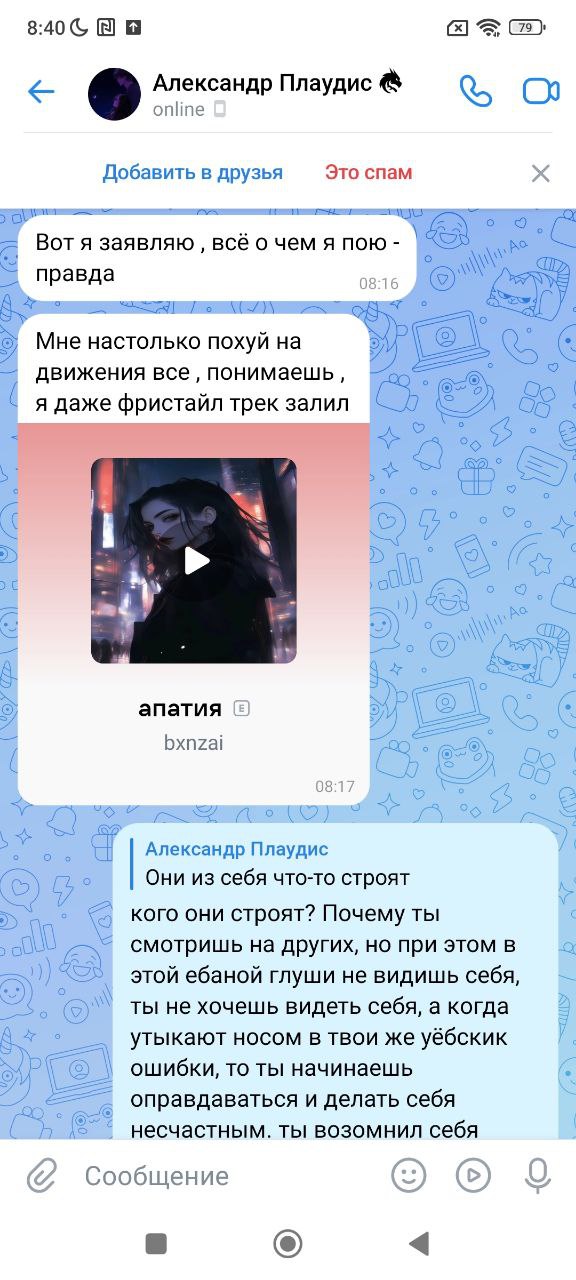 8:40
79
Александр Плаудис
online
Добавить в друзья Это спам
Вот я заявляю , всё о чем я пою -
правда
08:16
Мне настолько похуй на
движения все , понимаешь ,
я даже фристайл трек залил
апатия E
bxnzai
08:17
Александр Плаудис
Они из себя что-то строят
кого они строят? Почему ты
смотришь на других, но при этом в
этой ебаной глуши не видишь себя,
ты не хочешь видеть себя, а когда
утыкают носом в твои же уёбскик
ошибки, то ты начинаешь
оправдаваться и делать себя
несчастным. ты возомнил себя
Сообщение